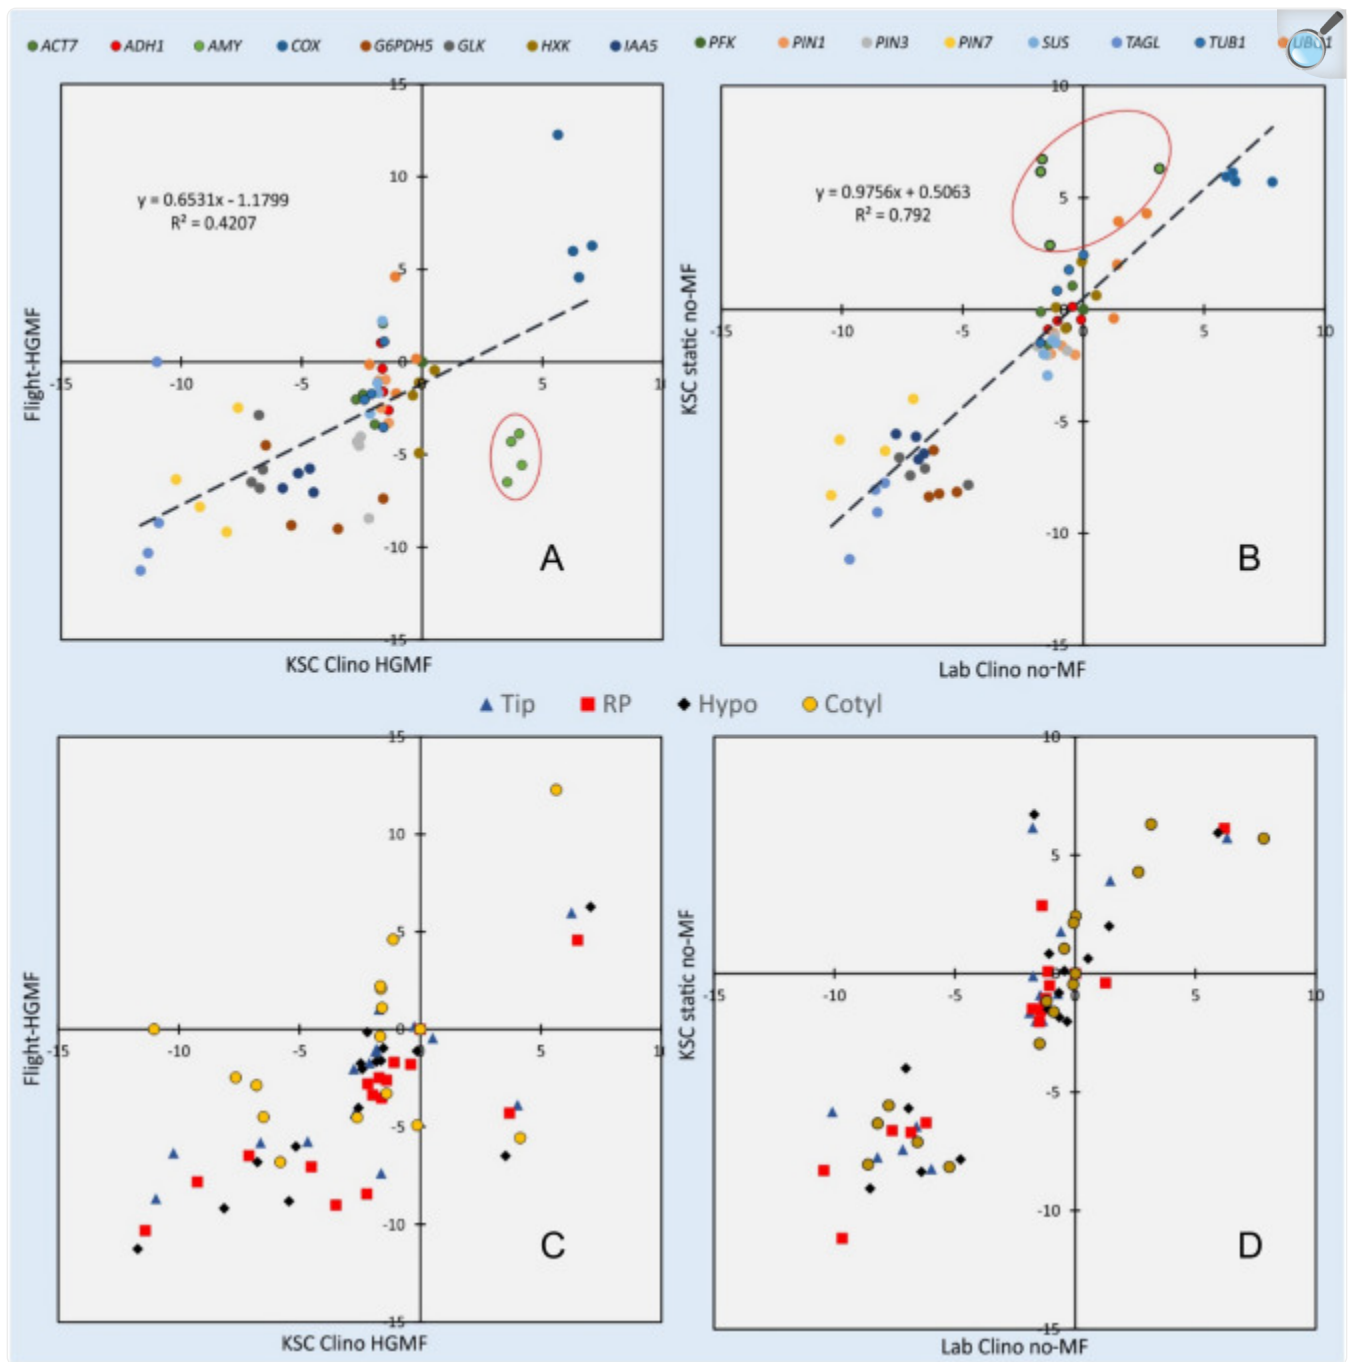 ACT7 ADH1 AMY COX G6PDH5 GLK HXK IAA5 PFK PIN1 PIN3 PIN7 SUS TAGL TUB1
15
10
5
0
-15 -10 -5 0 5
-5
-10
-15
y = 0.6531x - 1.1799
R² = 0.4207
Flight-HGMF
A
KSC Clino HGMF
10
5
0
-15 -10 -5 0 5 10
-5
-10
-15
y = 0.9756x + 0.5063
R² = 0.792
KSC static no-MF
B
Lab Clino no-MF
Tip RP Hypo Cotyl
15
10
5
0
-15 -10 -5 0 5
-5
-10
-15
Flight-HGMF
C
KSC Clino HGMF
10
5
0
-15 -10 -5 0 5 10
-5
-10
-15
KSC static no-MF
D
Lab Clino no-MF